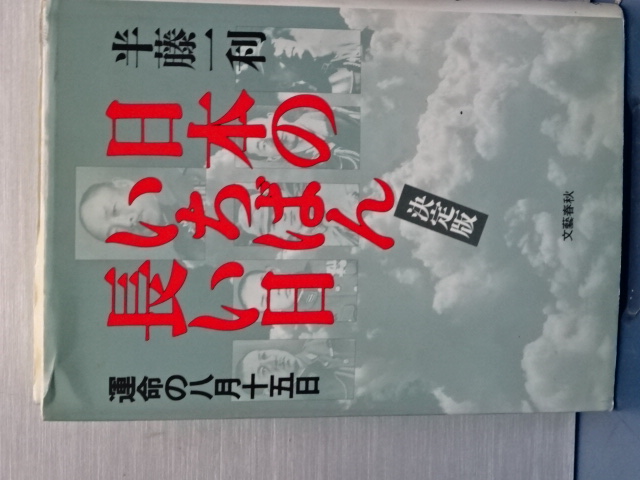 半藤一利
日本の
いちばん
長い日
決定版
運命の八月十五日
文藝春秋